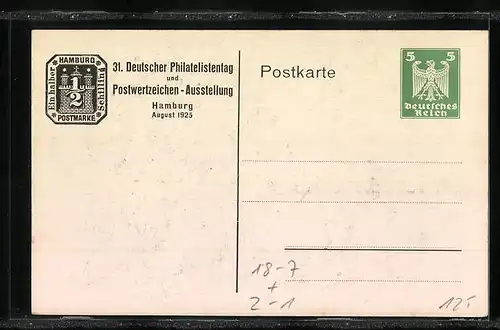 HAMBURG
Ein halber
1/2
Schilling
POSTMARKE
31. Deutscher Philatelistentag
und
Postwertzeichen-Ausstellung
Hamburg
August 1925
Postkarte
5 5
Deutsches
Reich
18-7
+
2-1
12,-